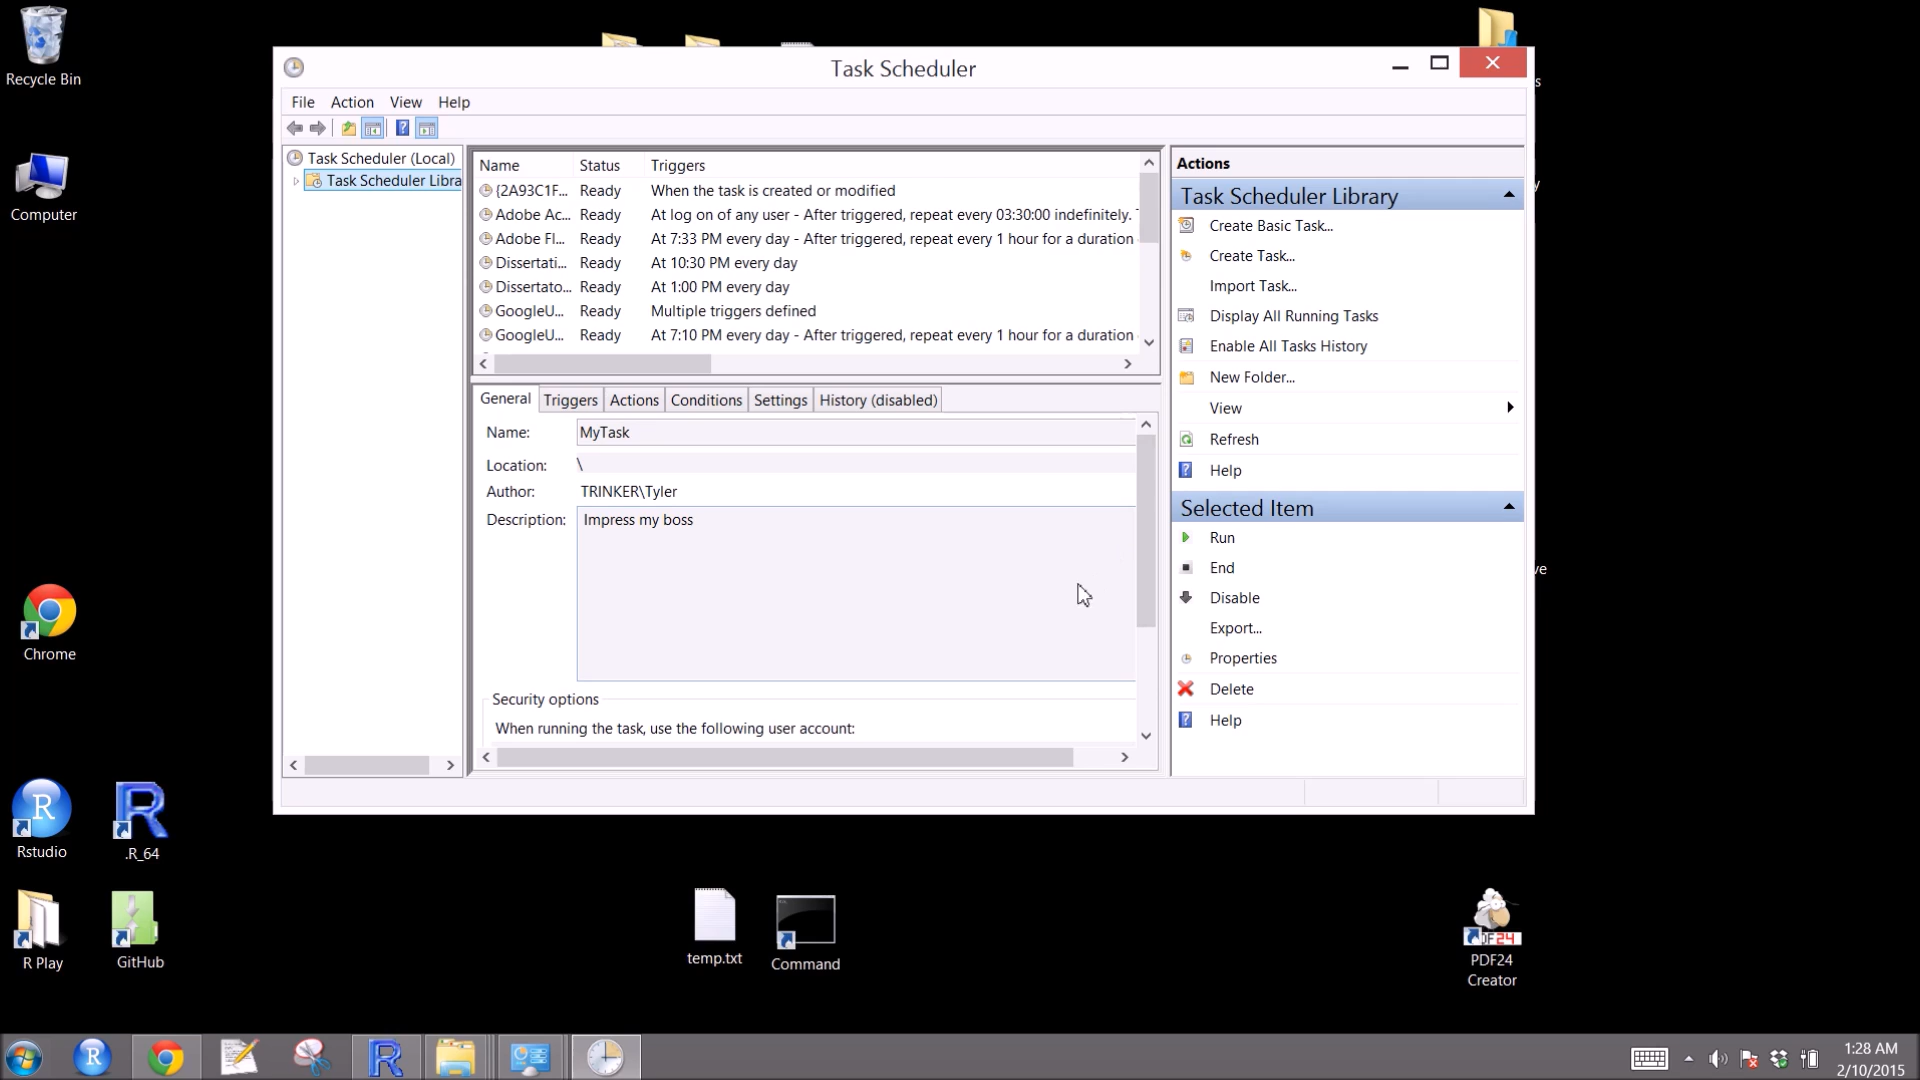 Recycle Bin
Computer
Chrome
Rstudio
.R_64
R Play
GitHub
temp.txt
Command
PDF24
Creator
Task Scheduler
File Action View Help
Task Scheduler (Local)
Task Scheduler Libra
Name Status Triggers
{2A93C1F... Ready When the task is created or modified
Adobe Ac... Ready At log on of any user - After triggered, repeat every 03:30:00 indefinitely.
Adobe Fl... Ready At 7:33 PM every day - After triggered, repeat every 1 hour for a duration
Dissertati... Ready At 10:30 PM every day
Dissertato... Ready At 1:00 PM every day
GoogleU... Ready Multiple triggers defined
GoogleU... Ready At 7:10 PM every day - After triggered, repeat every 1 hour for a duration
General Triggers Actions Conditions Settings History (disabled)
Name: MyTask
Location: \
Author: TRINKER\Tyler
Description: Impress my boss
Security options
When running the task, use the following user account:
Actions
Task Scheduler Library
Create Basic Task...
Create Task...
Import Task...
Display All Running Tasks
Enable All Tasks History
New Folder...
View
Refresh
Help
Selected Item
Run
End
Disable
Export...
Properties
Delete
Help
1:28 AM
2/10/2015